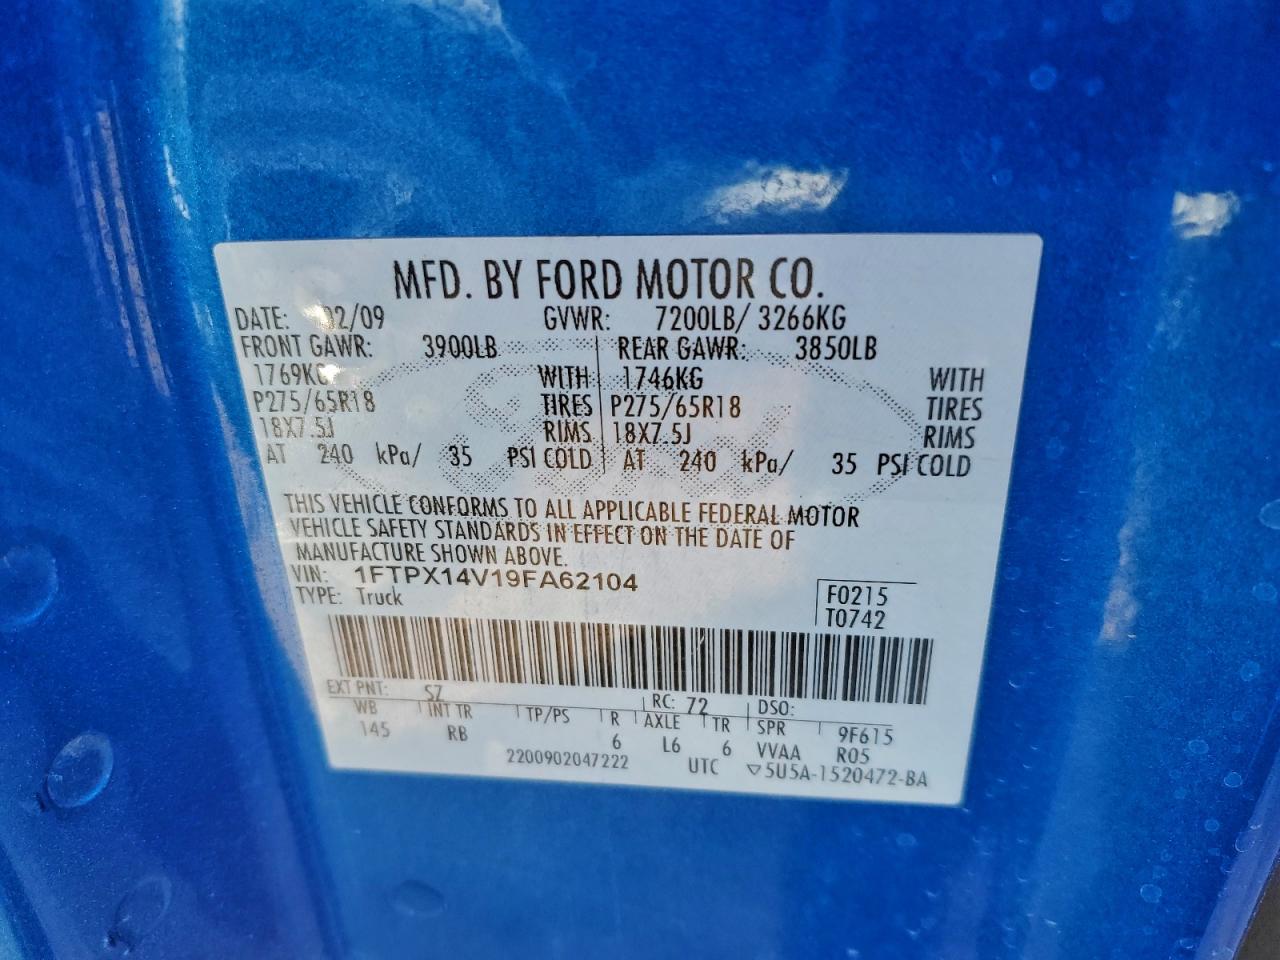 MFD. BY FORD MOTOR CO.
DATE: 02/09 GVWR: 7200LB/ 3266KG
FRONT GAWR: 3900LB REAR GAWR: 3850LB
1769KG WITH 1746KG WITH
P275/65R18 TIRES P275/65R18 TIRES
18X7.5J RIMS 18X7.5J RIMS
AT 240 kPa/ 35 PSI COLD AT 240 kPa/ 35 PSI COLD
THIS VEHICLE CONFORMS TO ALL APPLICABLE FEDERAL MOTOR
VEHICLE SAFETY STANDARDS IN EFFECT ON THE DATE OF
MANUFACTURE SHOWN ABOVE.
VIN: 1FTPX14V19FA62104
TYPE: Truck
F0215
T0742
EXT PNT: SZ RC: 72 DSO:
WB INT TR TP/PS R AXLE TR SPR 9F615
145 RB 6 L6 6 VVAA R05
2200902047222 UTC ▽5U5A-1520472-BA